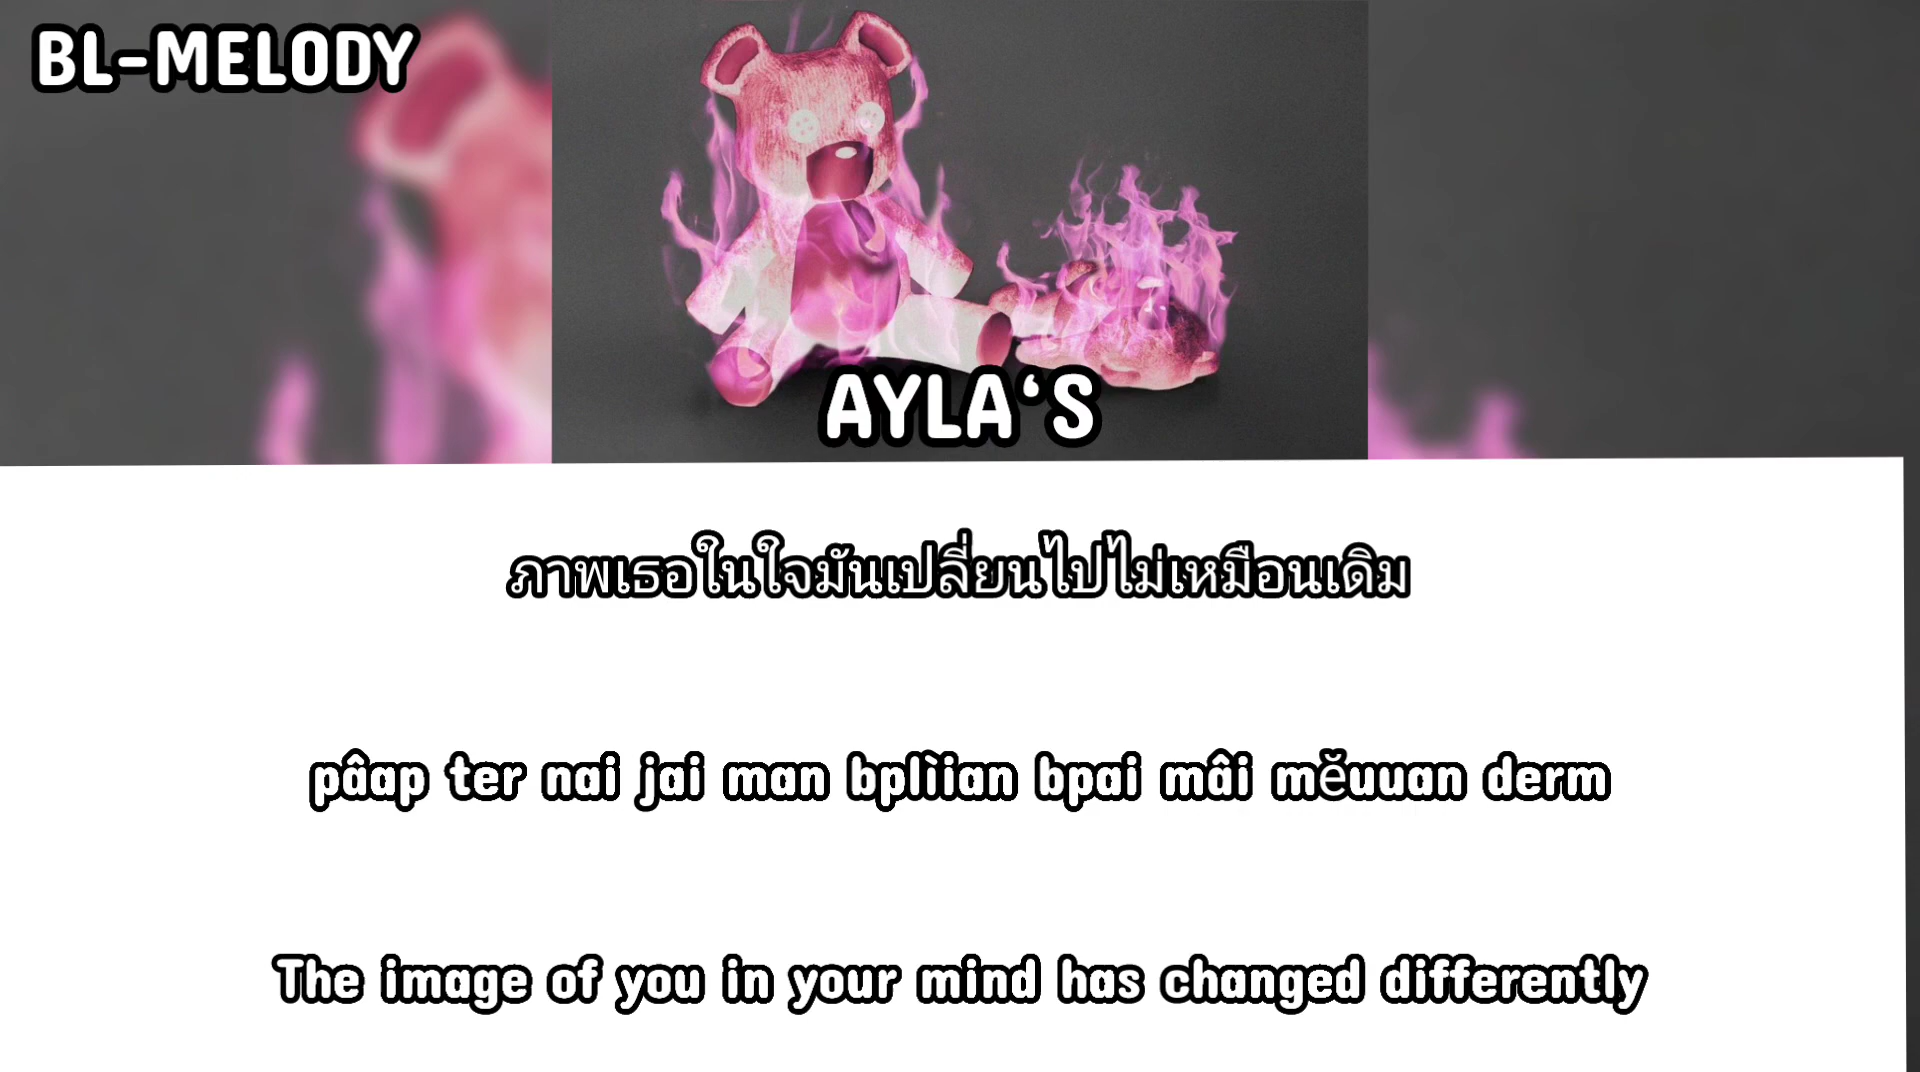 BL-MELODY
AYLA‘S
ภาพเธอในใจมันเปลี่ยนไปไม่เหมือนเดิม
pâap ter nai jai man bplìian bpai mâi mĕuuan derm
The image of you in your mind has changed differently